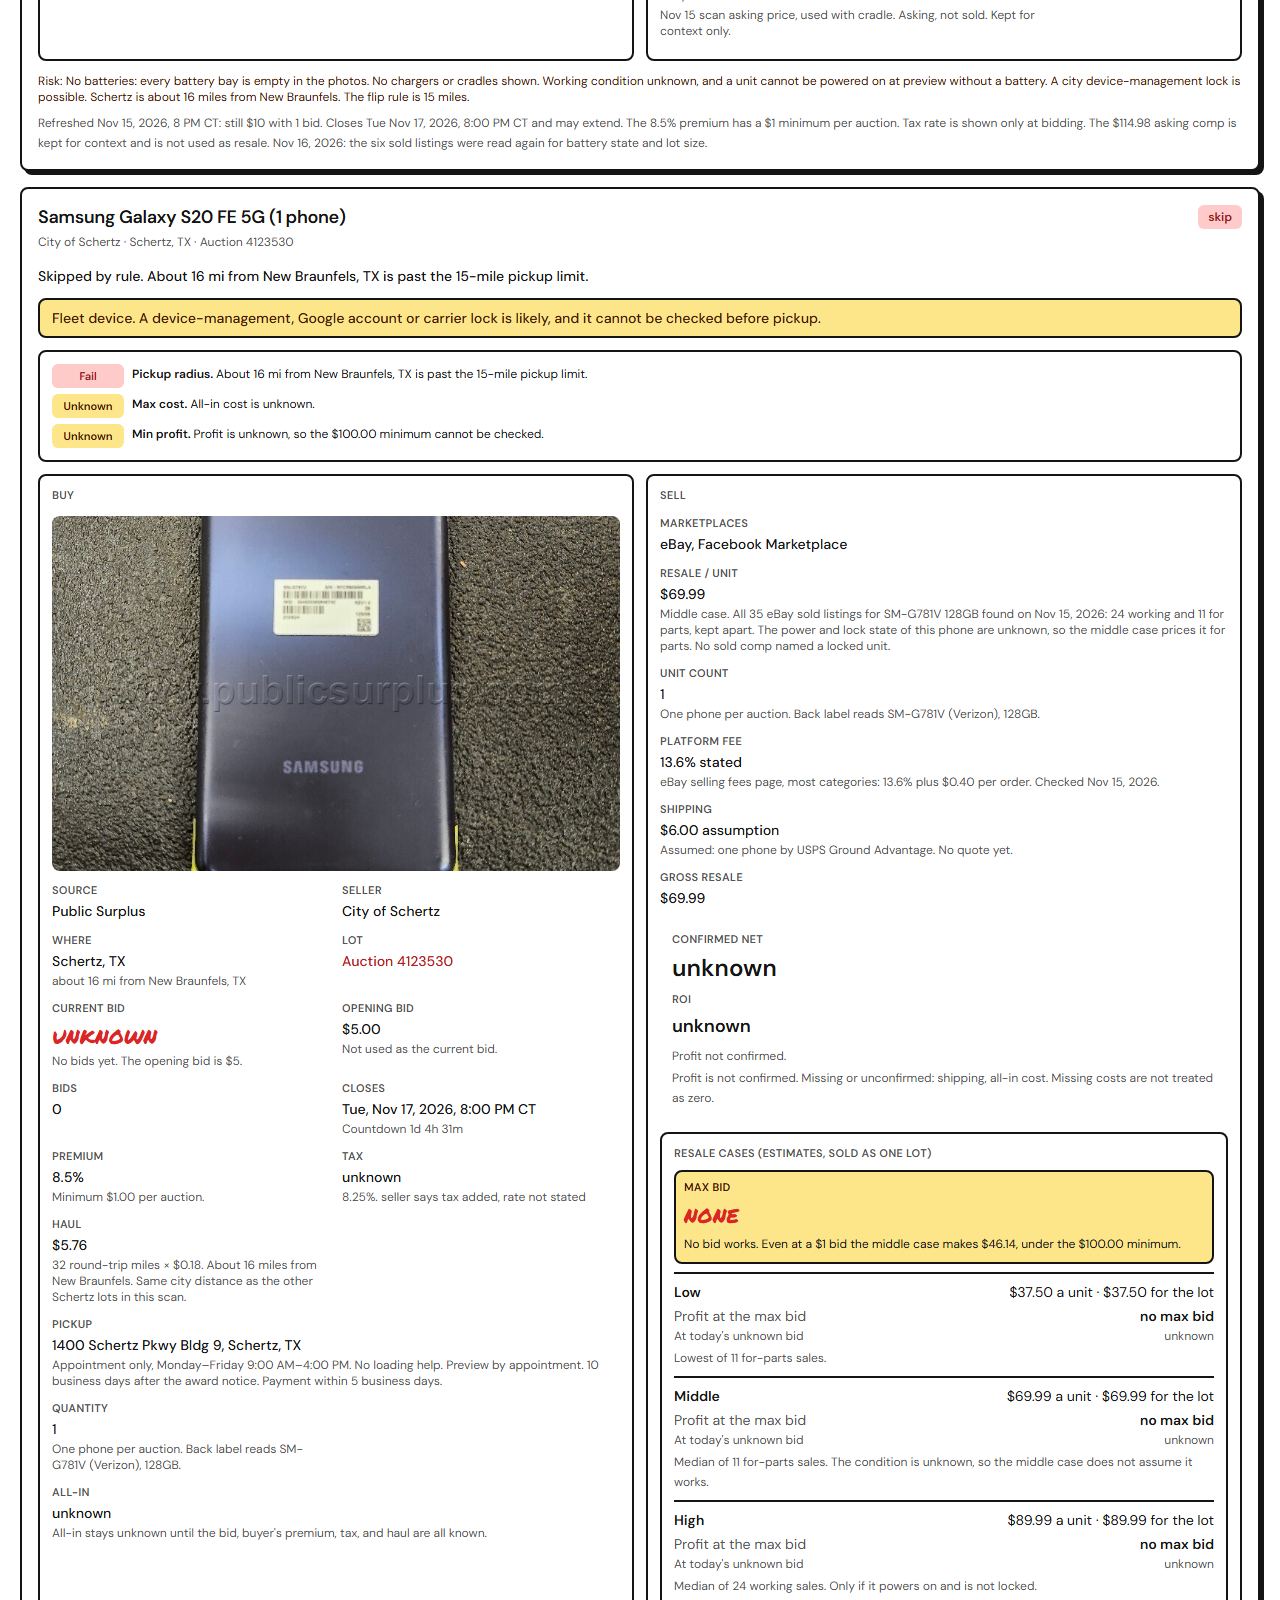 Nov 15 scan asking price, used with cradle. Asking, not sold. Kept for
context only.
Risk: No batteries: every battery bay is empty in the photos. No chargers or cradles shown. Working condition unknown, and a unit cannot be powered on at preview without a battery. A city device-management lock is
possible. Schertz is about 16 miles from New Braunfels. The flip rule is 15 miles.
Refreshed Nov 15, 2026, 8 PM CT: still $10 with 1 bid. Closes Tue Nov 17, 2026, 8:00 PM CT and may extend. The 8.5% premium has a $1 minimum per auction. Tax rate is shown only at bidding. The $114.98 asking comp is
kept for context and is not used as resale. Nov 16, 2026: the six sold listings were read again for battery state and lot size.
Samsung Galaxy S20 FE 5G (1 phone)
skip
City of Schertz · Schertz, TX · Auction 4123530
Skipped by rule. About 16 mi from New Braunfels, TX is past the 15-mile pickup limit.
Fleet device. A device-management, Google account or carrier lock is likely, and it cannot be checked before pickup.
Fail Pickup radius. About 16 mi from New Braunfels, TX is past the 15-mile pickup limit.
Unknown Max cost. All-in cost is unknown.
Unknown Min profit. Profit is unknown, so the $100.00 minimum cannot be checked.
BUY
.publicsurplu
SAMSUNG
SOURCE
Public Surplus
SELLER
City of Schertz
WHERE
Schertz, TX
about 16 mi from New Braunfels, TX
LOT
Auction 4123530
CURRENT BID
UNKNOWN
No bids yet. The opening bid is $5.
OPENING BID
$5.00
Not used as the current bid.
BIDS
0
CLOSES
Tue, Nov 17, 2026, 8:00 PM CT
Countdown 1d 4h 31m
PREMIUM
8.5%
Minimum $1.00 per auction.
TAX
unknown
8.25%. seller says tax added, rate not stated
HAUL
$5.76
32 round-trip miles × $0.18. About 16 miles from
New Braunfels. Same city distance as the other
Schertz lots in this scan.
PICKUP
1400 Schertz Pkwy Bldg 9, Schertz, TX
Appointment only, Monday–Friday 9:00 AM–4:00 PM. No loading help. Preview by appointment. 10
business days after the award notice. Payment within 5 business days.
QUANTITY
1
One phone per auction. Back label reads SM-
G781V (Verizon), 128GB.
ALL-IN
unknown
All-in stays unknown until the bid, buyer's premium, tax, and haul are all known.
SELL
MARKETPLACES
eBay, Facebook Marketplace
RESALE / UNIT
$69.99
Middle case. All 35 eBay sold listings for SM-G781V 128GB found on Nov 15, 2026: 24 working and 11 for
parts, kept apart. The power and lock state of this phone are unknown, so the middle case prices it for
parts. No sold comp named a locked unit.
UNIT COUNT
1
One phone per auction. Back label reads SM-G781V (Verizon), 128GB.
PLATFORM FEE
13.6% stated
eBay selling fees page, most categories: 13.6% plus $0.40 per order. Checked Nov 15, 2026.
SHIPPING
$6.00 assumption
Assumed: one phone by USPS Ground Advantage. No quote yet.
GROSS RESALE
$69.99
CONFIRMED NET
unknown
ROI
unknown
Profit not confirmed.
Profit is not confirmed. Missing or unconfirmed: shipping, all-in cost. Missing costs are not treated
as zero.
RESALE CASES (ESTIMATES, SOLD AS ONE LOT)
MAX BID
NONE
No bid works. Even at a $1 bid the middle case makes $46.14, under the $100.00 minimum.
Low $37.50 a unit · $37.50 for the lot
Profit at the max bid no max bid
At today's unknown bid unknown
Lowest of 11 for-parts sales.
Middle $69.99 a unit · $69.99 for the lot
Profit at the max bid no max bid
At today's unknown bid unknown
Median of 11 for-parts sales. The condition is unknown, so the middle case does not assume it
works.
High $89.99 a unit · $89.99 for the lot
Profit at the max bid no max bid
At today's unknown bid unknown
Median of 24 working sales. Only if it powers on and is not locked.